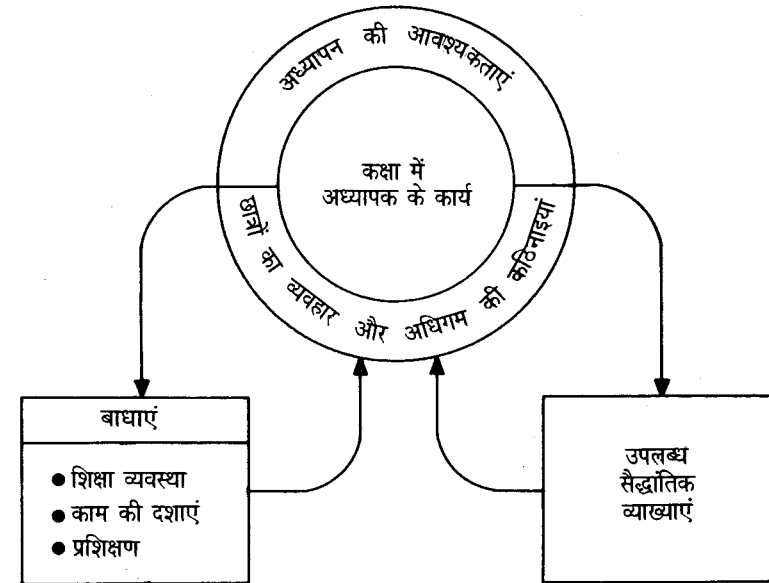 अध्यापन की आवश्यकताएं
कक्षा में
अध्यापक के कार्य
छात्रों का व्यवहार और अधिगम की कठिनाइयां
बाधाएं
● शिक्षा व्यवस्था
● काम की दशाएं
● प्रशिक्षण
उपलब्ध
सैद्धांतिक
व्याख्याएं